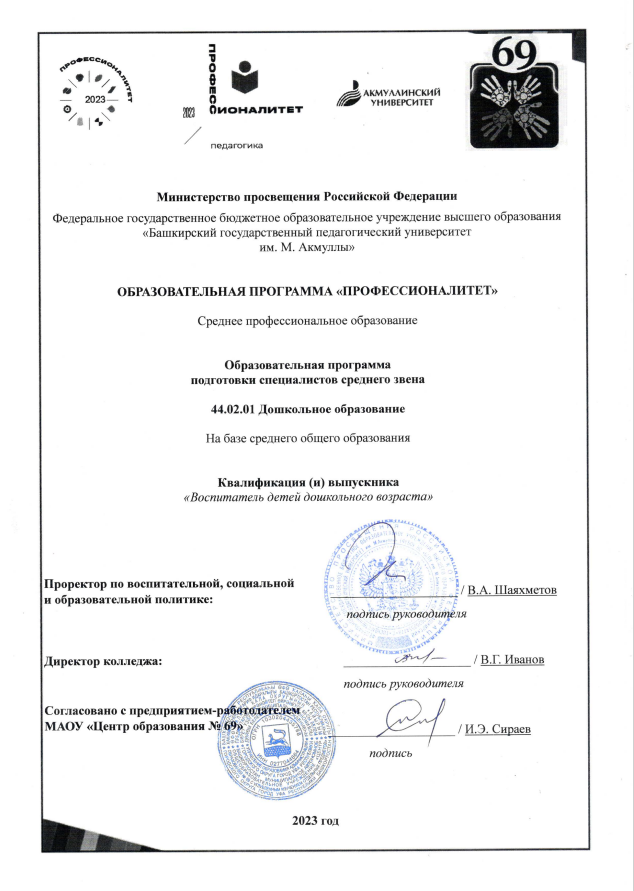 ПРОФЕССИОНАЛИТЕТ
2023
ПРОФЕССИОНАЛИТЕТ
2023
педагогика
АКМУЛЛИНСКИЙ
УНИВЕРСИТЕТ
69
Министерство просвещения Российской Федерации
Федеральное государственное бюджетное образовательное учреждение высшего образования
«Башкирский государственный педагогический университет
им. М. Акмуллы»
ОБРАЗОВАТЕЛЬНАЯ ПРОГРАММА «ПРОФЕССИОНАЛИТЕТ»
Среднее профессиональное образование
Образовательная программа
подготовки специалистов среднего звена
44.02.01 Дошкольное образование
На базе среднего общего образования
Квалификация (и) выпускника
«Воспитатель детей дошкольного возраста»
Проректор по воспитательной, социальной
и образовательной политике: / В.А. Шаяхметов
подпись руководителя
Директор колледжа: / В.Г. Иванов
подпись руководителя
Согласовано с предприятием-работодателем
МАОУ «Центр образования № 69» / И.Э. Сираев
подпись
2023 год